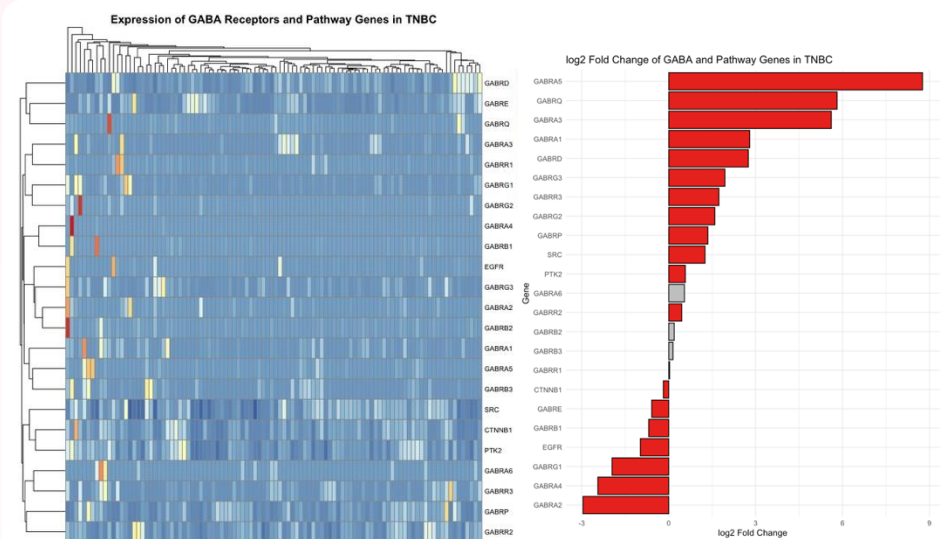 Expression of GABA Receptors and Pathway Genes in TNBC
GABRD
GABRE
GABRQ
GABRA3
GABRR1
GABRG1
GABRG2
GABRA4
GABRB1
EGFR
GABRG3
GABRA2
GABRB2
GABRA1
GABRA5
GABRB3
SRC
CTNNB1
PTK2
GABRA6
GABRR3
GABRP
GABRR2
log2 Fold Change of GABA and Pathway Genes in TNBC
Gene
GABRA5
GABRQ
GABRA3
GABRA1
GABRD
GABRG3
GABRR3
GABRG2
GABRP
SRC
PTK2
GABRA6
GABRR2
GABRB2
GABRB3
GABRR1
CTNNB1
GABRE
GABRB1
EGFR
GABRG1
GABRA4
GABRA2
-3 0 3 6 9
log2 Fold Change